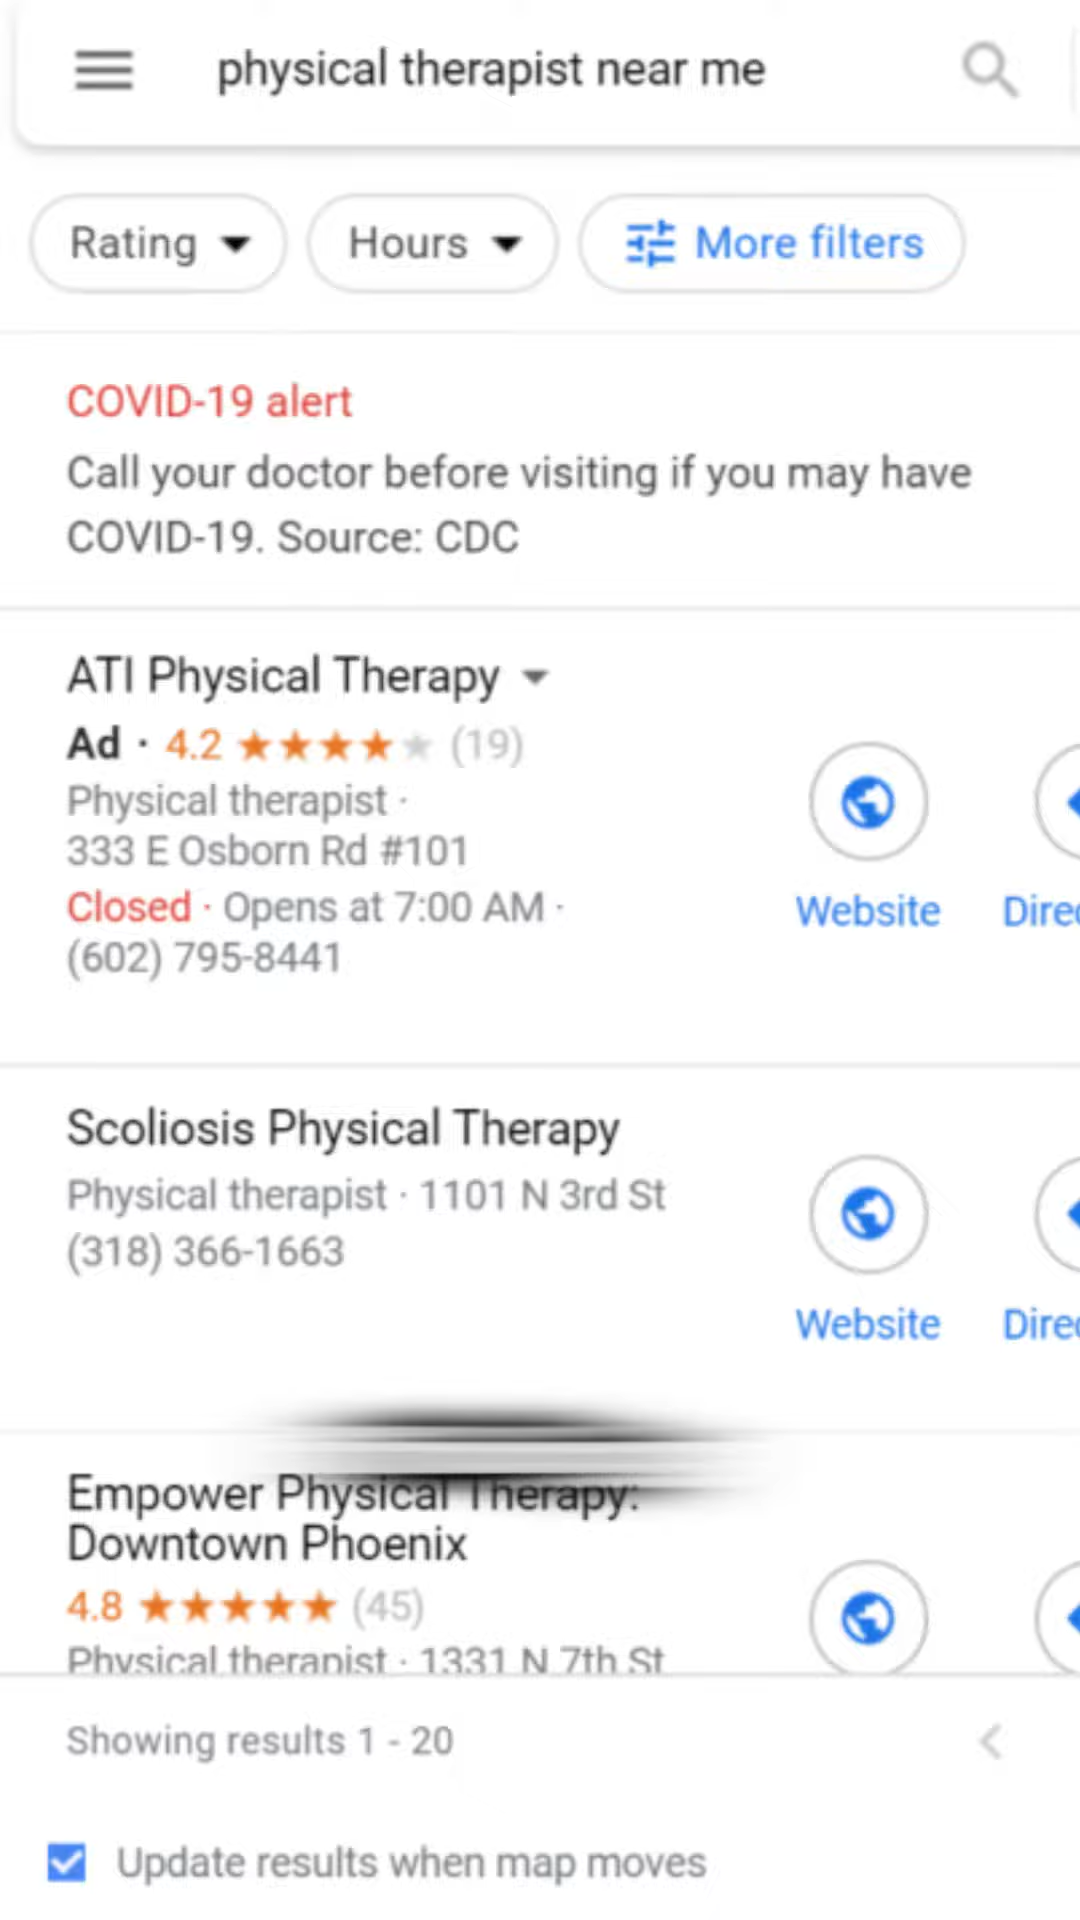 physical therapist near me
Rating
Hours
More filters
COVID-19 alert
Call your doctor before visiting if you may have
COVID-19. Source: CDC
ATI Physical Therapy
Ad · 4.2 (19)
Physical therapist ·
333 E Osborn Rd #101
Closed · Opens at 7:00 AM ·
(602) 795-8441
Website
Direc
Scoliosis Physical Therapy
Physical therapist · 1101 N 3rd St
(318) 366-1663
Website
Direc
Empower Physical Therapy:
Downtown Phoenix
4.8 (45)
Physical therapist · 1331 N 7th St
Showing results 1 - 20
Update results when map moves